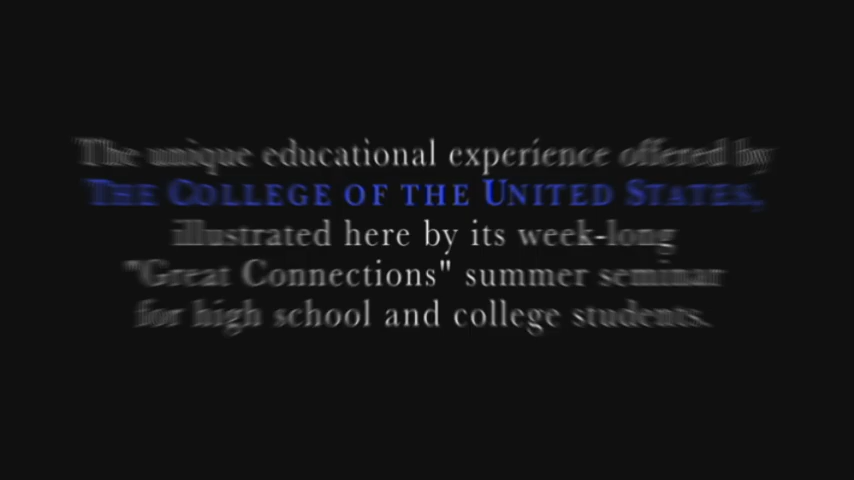 The unique educational experience offered by
THE COLLEGE OF THE UNITED STATES,
illustrated here by its week-long
"Great Connections" summer seminar
for high school and college students.